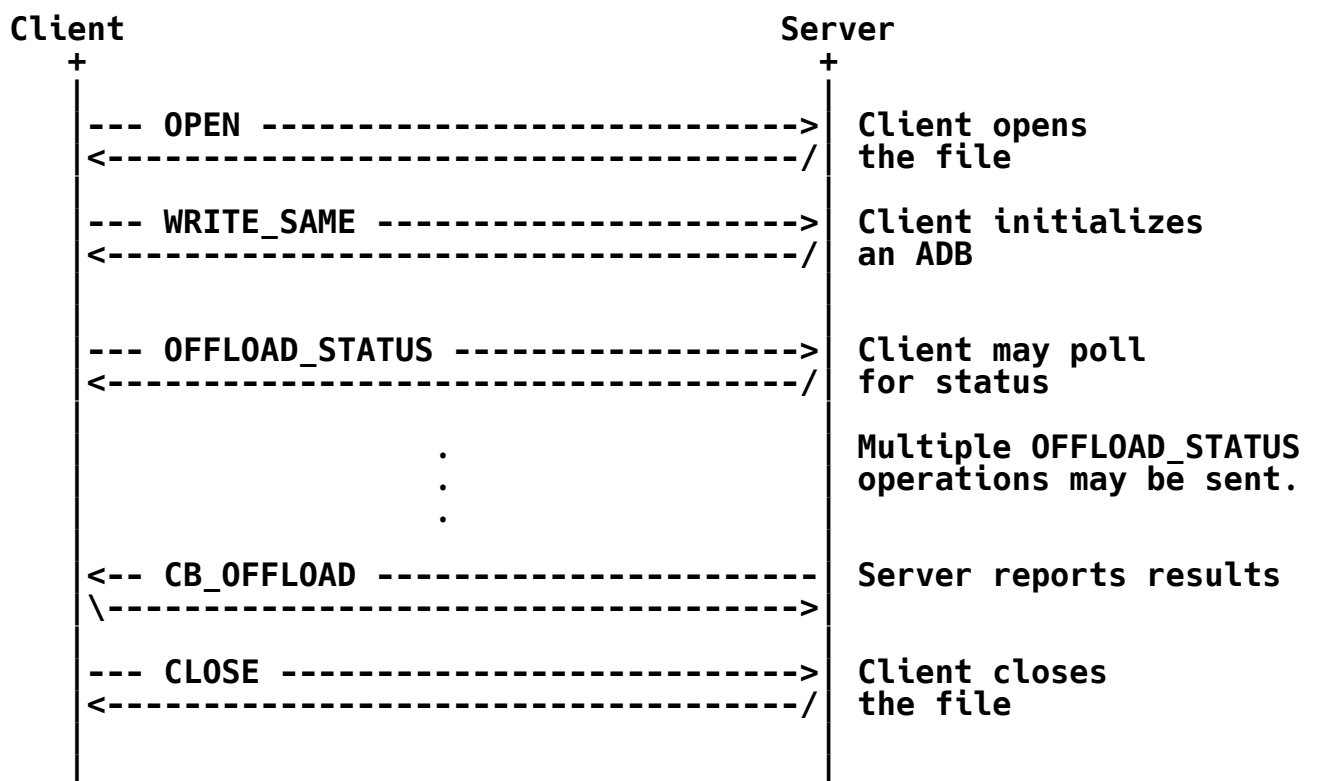 Client Server
+ +
--- OPEN ----------------------------> Client opens
<------------------------------------/ the file
--- WRITE_SAME ----------------------> Client initializes
<------------------------------------/ an ADB
--- OFFLOAD_STATUS ------------------> Client may poll
<------------------------------------/ for status
. Multiple OFFLOAD_STATUS
. operations may be sent.
.
<-- CB_OFFLOAD ----------------------- Server reports results
\------------------------------------>
--- CLOSE ---------------------------> Client closes
<------------------------------------/ the file